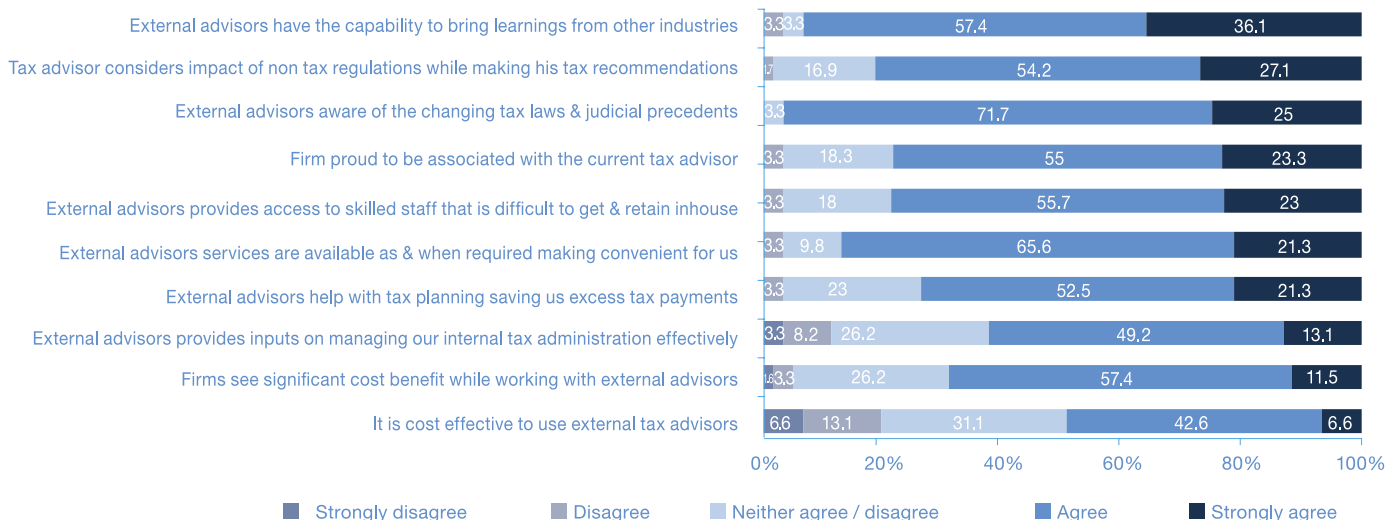 External advisors have the capability to bring learnings from other industries 3.3 3.3 57.4 36.1
Tax advisor considers impact of non tax regulations while making his tax recommendations 1.7 16.9 54.2 27.1
External advisors aware of the changing tax laws & judicial precedents 3.3 71.7 25
Firm proud to be associated with the current tax advisor 3.3 18.3 55 23.3
External advisors provides access to skilled staff that is difficult to get & retain inhouse 3.3 18 55.7 23
External advisors services are available as & when required making convenient for us 3.3 9.8 65.6 21.3
External advisors help with tax planning saving us excess tax payments 3.3 23 52.5 21.3
External advisors provides inputs on managing our internal tax administration effectively 3.3 8.2 26.2 49.2 13.1
Firms see significant cost benefit while working with external advisors 1.6 3.3 26.2 57.4 11.5
It is cost effective to use external tax advisors 6.6 13.1 31.1 42.6 6.6
0% 20% 40% 60% 80% 100%
Strongly disagree Disagree Neither agree / disagree Agree Strongly agree